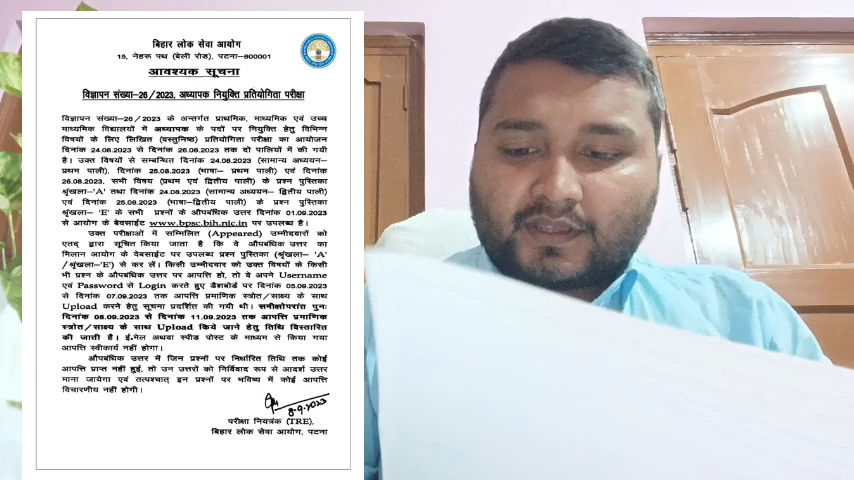 बिहार लोक सेवा आयोग
15, नेहरू पथ (बेली रोड), पटना–800001
आवश्यक सूचना
विज्ञापन संख्या–26/2023, अध्यापक नियुक्ति प्रतियोगिता परीक्षा
विज्ञापन संख्या–26/2023 के अन्तर्गत प्राथमिक, माध्यमिक एवं उच्च
माध्यमिक विद्यालयों में अध्यापक के पदों पर नियुक्ति हेतु विभिन्न
विषयों के लिए लिखित (वस्तुनिष्ठ) प्रतियोगिता परीक्षा का आयोजन
दिनांक 24.08.2023 से दिनांक 26.08.2023 तक दो पालियों में की गयी
है। उक्त विषयों से सम्बन्धित दिनांक 24.08.2023 (सामान्य अध्ययन–
प्रथम पाली), दिनांक 25.08.2023 (भाषा– प्रथम पाली) एवं दिनांक
26.08.2023, सभी विषय (प्रथम एवं द्वितीय पाली) के प्रश्न पुस्तिका
श्रृंखला–'A' तथा दिनांक 24.08.2023 (सामान्य अध्ययन– द्वितीय पाली)
एवं दिनांक 25.08.2023 (भाषा–द्वितीय पाली) के प्रश्न पुस्तिका
श्रृंखला– 'E' के सभी प्रश्नों के औपबंधिक उत्तर दिनांक 01.09.2023
से आयोग के वेबसाईट www.bpsc.bih.nic.in पर उपलब्ध है।
उक्त परीक्षाओं में सम्मिलित (Appeared) उम्मीदवारों को
एतद् द्वारा सूचित किया जाता है कि वे औपबंधिक उत्तर का
मिलान आयोग के वेबसाईट पर उपलब्ध प्रश्न पुस्तिका (श्रृंखला- 'A'
/श्रृंखला-'E') से कर लें। किसी उम्मीदवार को उक्त विषयों के किसी
भी प्रश्न के औपबंधिक उत्तर पर आपत्ति हो, तो वे अपने Username
एवं Password से Login करते हुए डैशबोर्ड पर दिनांक 05.09.2023
से दिनांक 07.09.2023 तक आपत्ति प्रमाणिक स्त्रोत/साक्ष्य के साथ
Upload करने हेतु सूचना प्रदर्शित की गयी थी। समीक्षोपरांत पुनः
दिनांक 08.09.2023 से दिनांक 11.09.2023 तक आपत्ति प्रमाणिक
स्त्रोत/साक्ष्य के साथ Upload किये जाने हेतु तिथि विस्तारित
की जाती है। ई.मेल अथवा स्पीड पोस्ट के माध्यम से किया गया
आपत्ति स्वीकार्य नहीं होगा।
औपबंधिक उत्तर में जिन प्रश्नों पर निर्धारित तिथि तक कोई
आपत्ति प्राप्त नहीं हुई, तो उन उत्तरों को निर्विवाद रूप से आदर्श उत्तर
माना जायेगा एवं तत्पश्चात् इन प्रश्नों पर भविष्य में कोई आपत्ति
विचारणीय नहीं होगी।
8.9.2023
परीक्षा नियंत्रक (TRE),
बिहार लोक सेवा आयोग, पटना